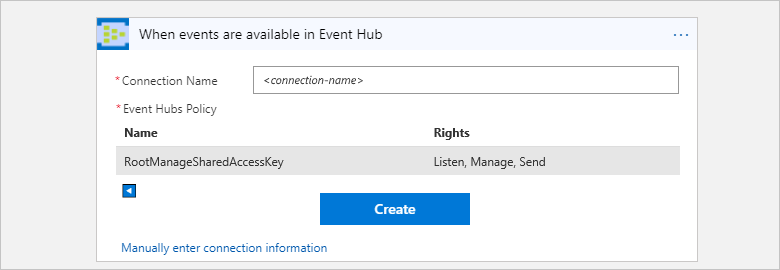 When events are available in Event Hub
...
* Connection Name
<connection-name>
* Event Hubs Policy
Name Rights
RootManageSharedAccessKey Listen, Manage, Send
Create
Manually enter connection information